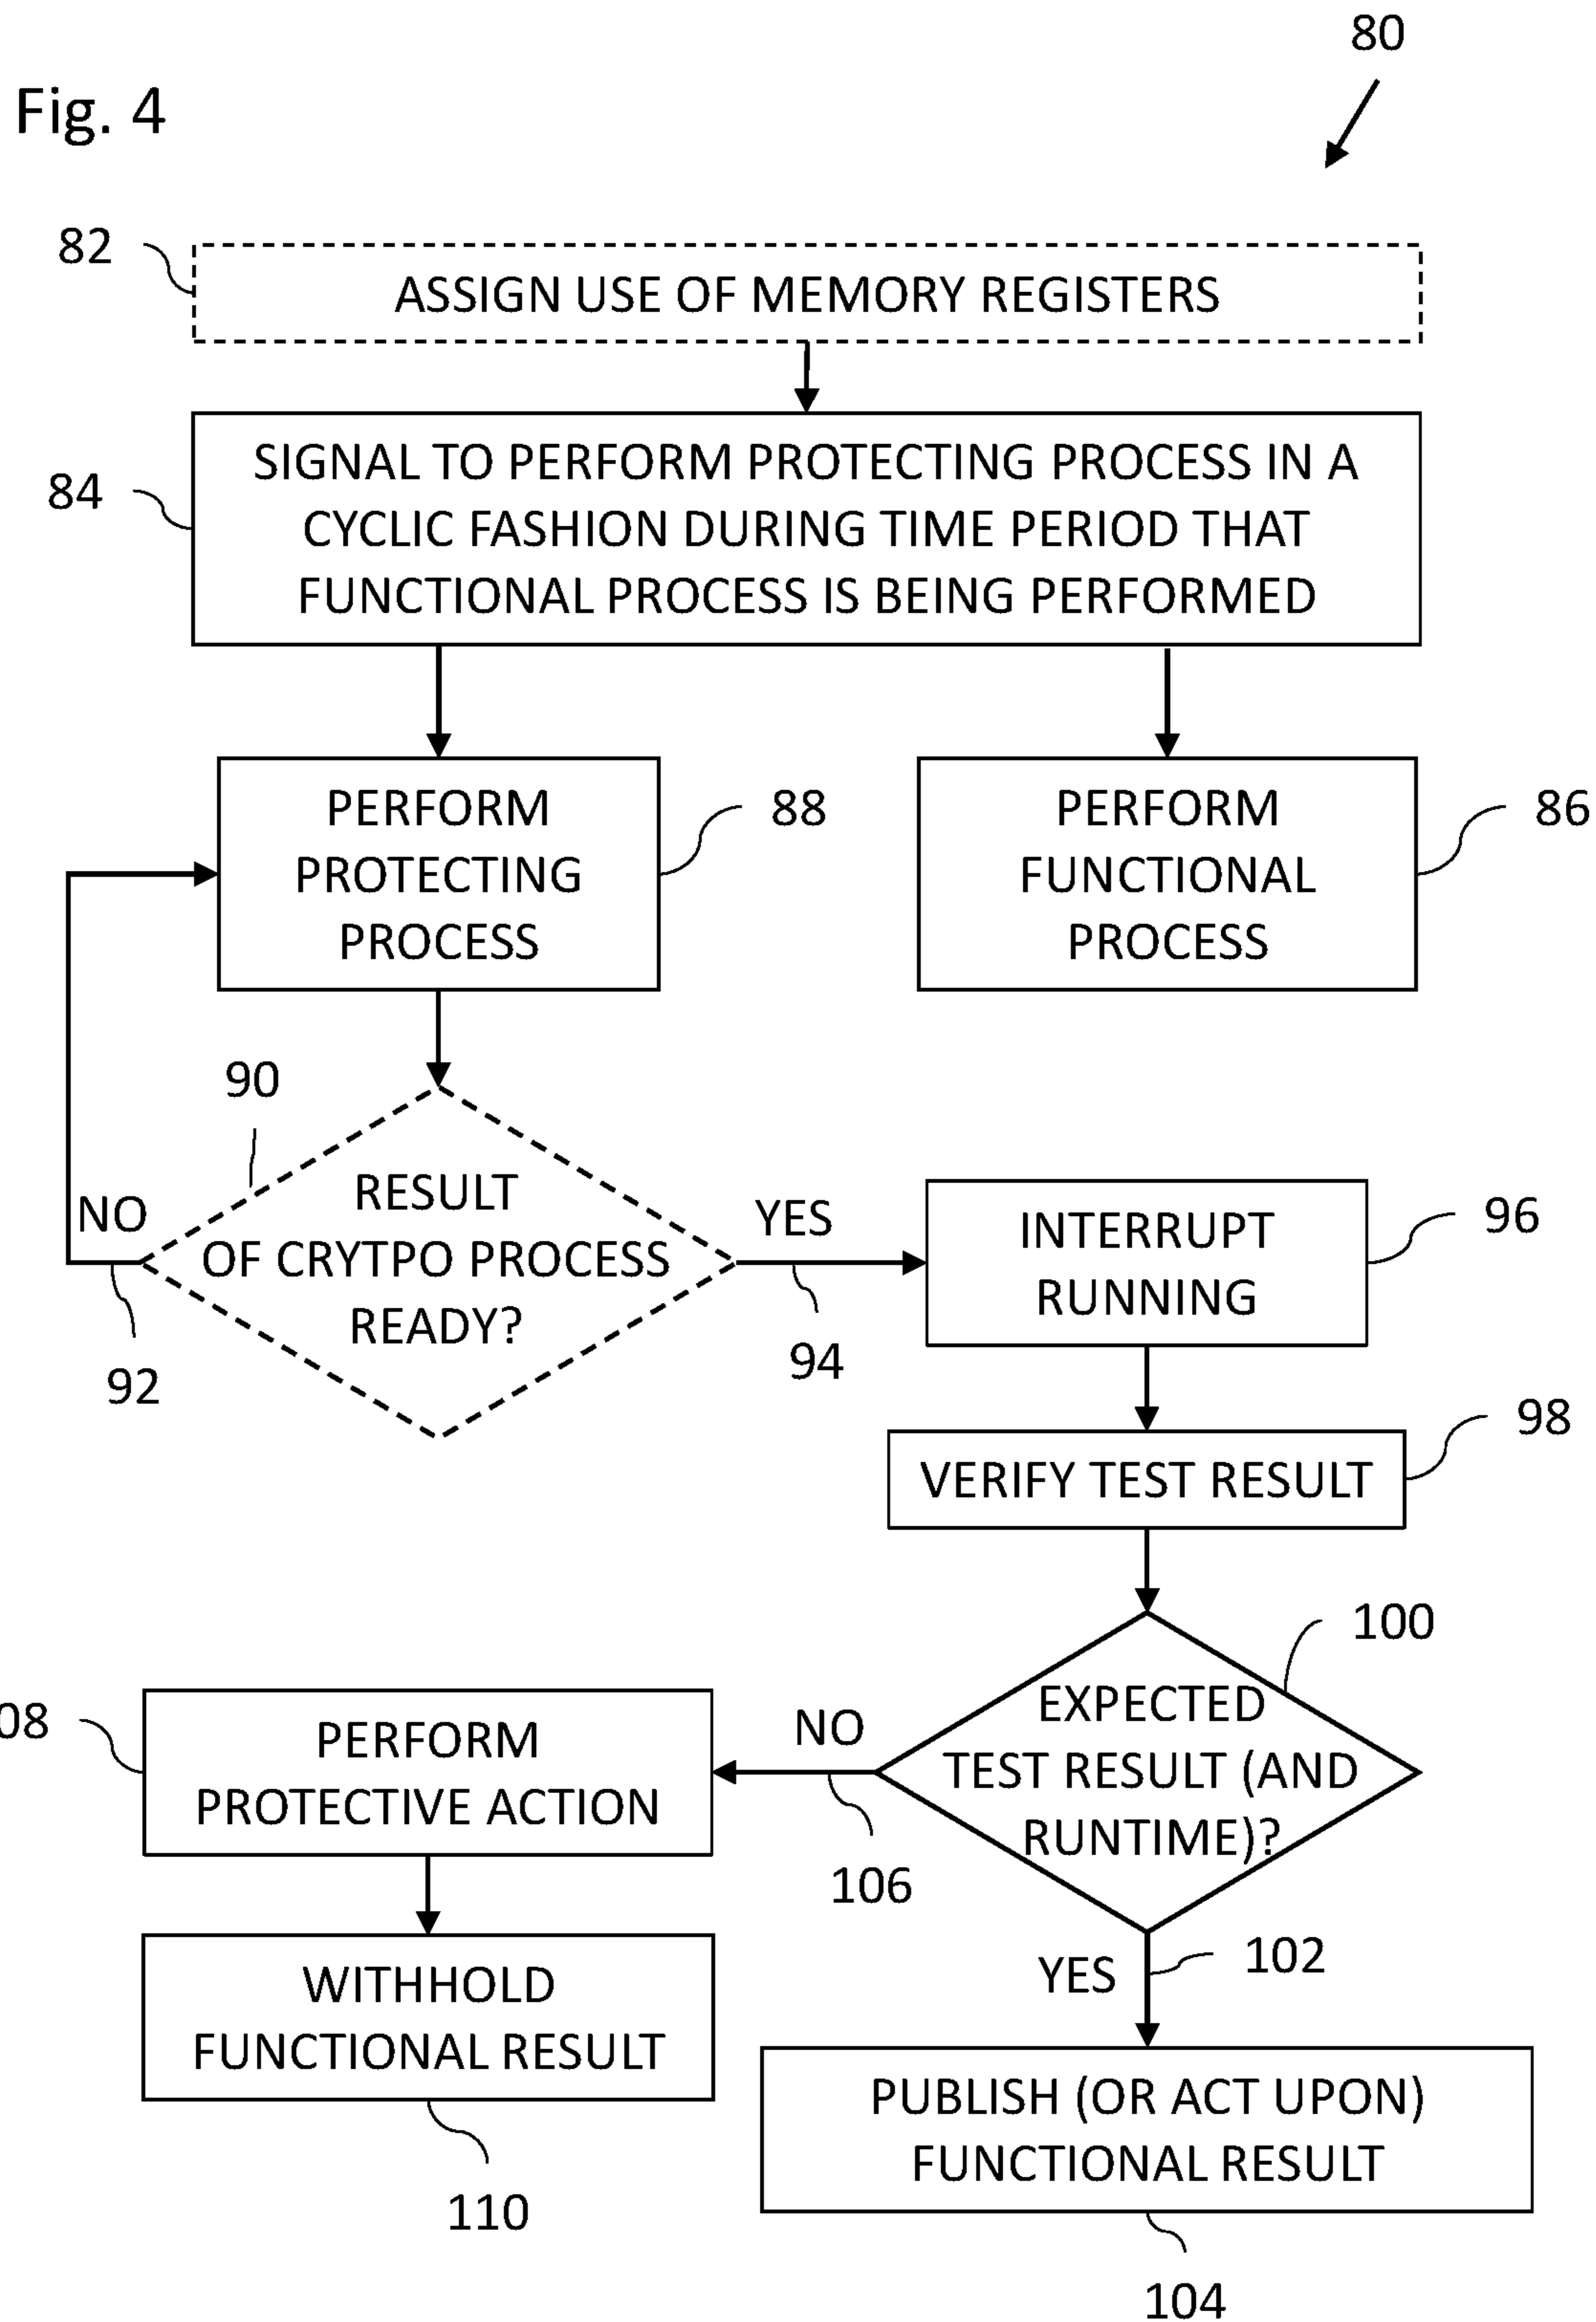 80
Fig. 4
82
ASSIGN USE OF MEMORY REGISTERS
84
SIGNAL TO PERFORM PROTECTING PROCESS IN A
CYCLIC FASHION DURING TIME PERIOD THAT
FUNCTIONAL PROCESS IS BEING PERFORMED
PERFORM
PROTECTING
PROCESS
88
PERFORM
FUNCTIONAL
PROCESS
86
90
RESULT
OF CRYTPO PROCESS
READY?
NO
92
YES
94
INTERRUPT
RUNNING
96
VERIFY TEST RESULT
98
100
EXPECTED
TEST RESULT (AND
RUNTIME)?
NO
106
08
PERFORM
PROTECTIVE ACTION
YES
102
WITHHOLD
FUNCTIONAL RESULT
110
PUBLISH (OR ACT UPON)
FUNCTIONAL RESULT
104